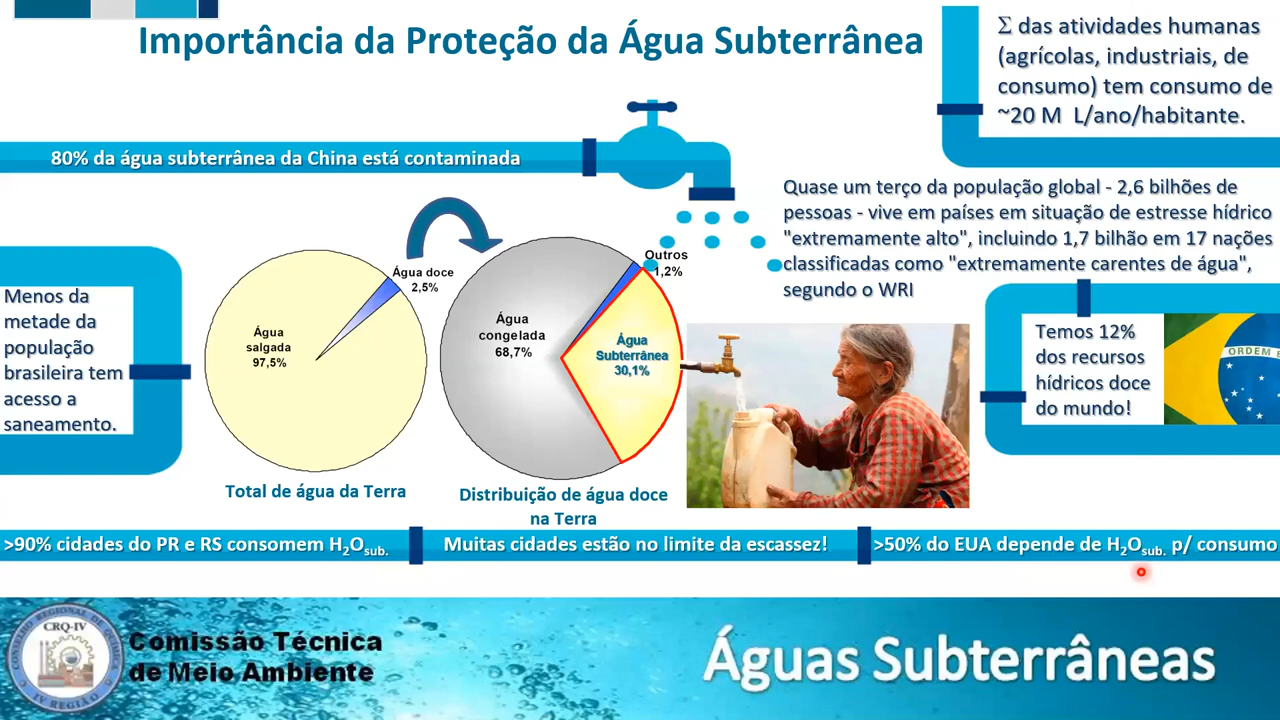 Importância da Proteção da Água Subterrânea
Σ das atividades humanas
(agrícolas, industriais, de
consumo) tem consumo de
~20 M L/ano/habitante.
80% da água subterrânea da China está contaminada
Quase um terço da população global - 2,6 bilhões de
pessoas - vive em países em situação de estresse hídrico
"extremamente alto", incluindo 1,7 bilhão em 17 nações
classificadas como "extremamente carentes de água",
segundo o WRI
Menos da
metade da
população
brasileira tem
acesso a
saneamento.
Água
salgada
97,5%
Água doce
2,5%
Total de água da Terra
Água
congelada
68,7%
Outros
1,2%
Água
Subterrânea
30,1%
Distribuição de água doce
na Terra
Temos 12%
dos recursos
hídricos doce
do mundo!
ORDEM E
>90% cidades do PR e RS consomem H2Osub.
Muitas cidades estão no limite da escassez!
>50% do EUA depende de H2Osub. p/ consumo
CONSELHO REGIONAL DE QUÍMICA
CRQ-IV
IV REGIÃO
Comissão Técnica
de Meio Ambiente
Águas Subterrâneas